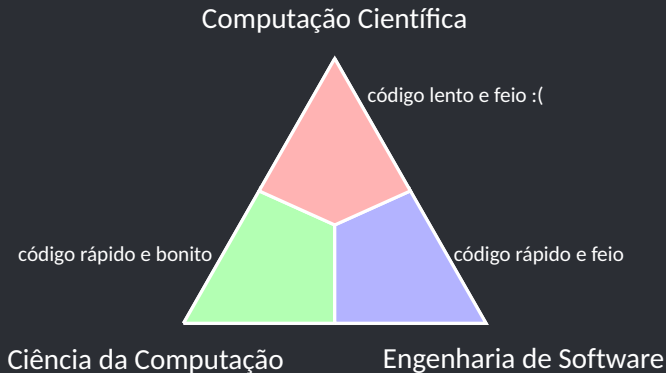 Computação Científica
código lento e feio :(
código rápido e bonito
código rápido e feio
Ciência da Computação
Engenharia de Software